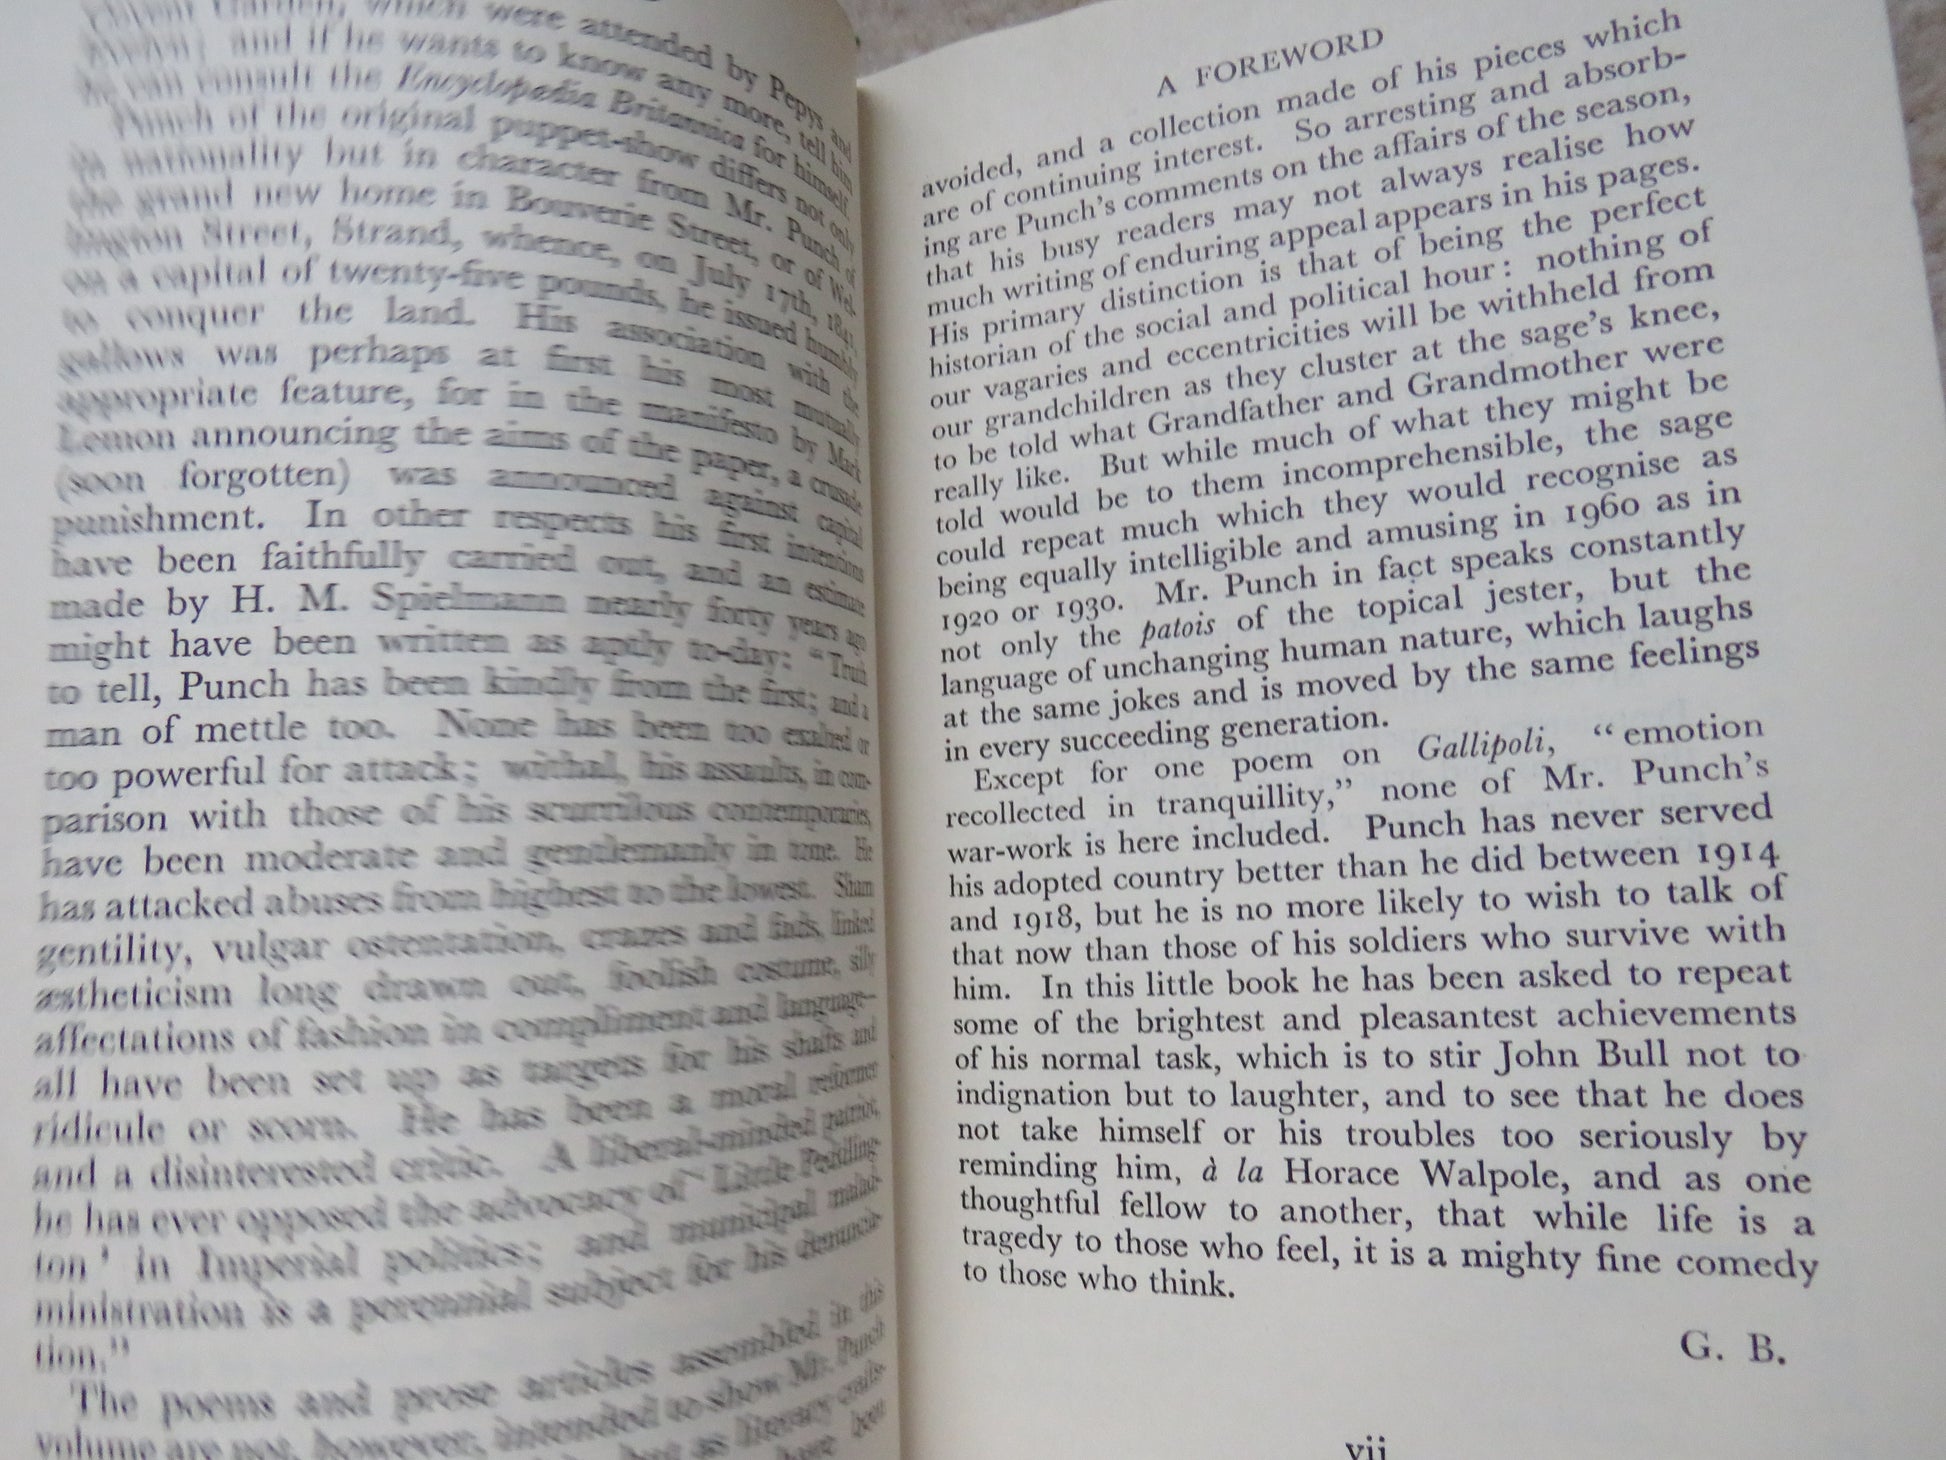 which were attended by Pepys and
and if he wants to know any more, tell him
he can consult the Encyclopædia Britannica for himself.
Punch of the original puppet-show differs not only
in nationality but in character from Mr. Punch of
the grand new home in Bouverie Street, or of Wel-
lington Street, Strand, whence, on July 17th, 1841,
on a capital of twenty-five pounds, he issued humbly
to conquer the land. His association with the
gallows was perhaps at first his most mutually
appropriate feature, for in the manifesto by Mark
Lemon announcing the aims of the paper, a crusade
(soon forgotten) was announced against capital
punishment. In other respects his first intentions
have been faithfully carried out, and an estimate
made by H. M. Spielmann nearly forty years ago
might have been written as aptly to-day: "Truth
to tell, Punch has been kindly from the first; and a
man of mettle too. None has been too exalted or
too powerful for attack; withal, his assaults, in com-
parison with those of his scurrilous contemporaries,
have been moderate and gentlemanly in tone. He
has attacked abuses from highest to the lowest. Sham
gentility, vulgar ostentation, crazes and fads, linked
æstheticism long drawn out, foolish costume, silly
affectations of fashion in compliment and language—
all have been set up as targets for his shafts and
ridicule or scorn. He has been a moral reformer
and a disinterested critic. A liberal-minded patriot,
he has ever opposed the advocacy of 'Little Peddling-
ton' in Imperial politics; and municipal malad-
ministration is a perennial subject for his denuncia-
tion."
The poems and prose articles assembled in this
volume are not, however, intended to show Mr. Punch
but as literary crafts-
have been
A FOREWORD
avoided, and a collection made of his pieces which
are of continuing interest. So arresting and absorb-
ing are Punch's comments on the affairs of the season,
that his busy readers may not always realise how
much writing of enduring appeal appears in his pages.
His primary distinction is that of being the perfect
historian of the social and political hour: nothing of
our vagaries and eccentricities will be withheld from
our grandchildren as they cluster at the sage's knee,
to be told what Grandfather and Grandmother were
really like. But while much of what they might be
told would be to them incomprehensible, the sage
could repeat much which they would recognise as
being equally intelligible and amusing in 1960 as in
1920 or 1930. Mr. Punch in fact speaks constantly
not only the patois of the topical jester, but the
language of unchanging human nature, which laughs
at the same jokes and is moved by the same feelings
in every succeeding generation.
Except for one poem on Gallipoli, "emotion
recollected in tranquillity," none of Mr. Punch's
war-work is here included. Punch has never served
his adopted country better than he did between 1914
and 1918, but he is no more likely to wish to talk of
that now than those of his soldiers who survive with
him. In this little book he has been asked to repeat
some of the brightest and pleasantest achievements
of his normal task, which is to stir John Bull not to
indignation but to laughter, and to see that he does
not take himself or his troubles too seriously by
reminding him, à la Horace Walpole, and as one
thoughtful fellow to another, that while life is a
tragedy to those who feel, it is a mighty fine comedy
to those who think.
G. B.
vii